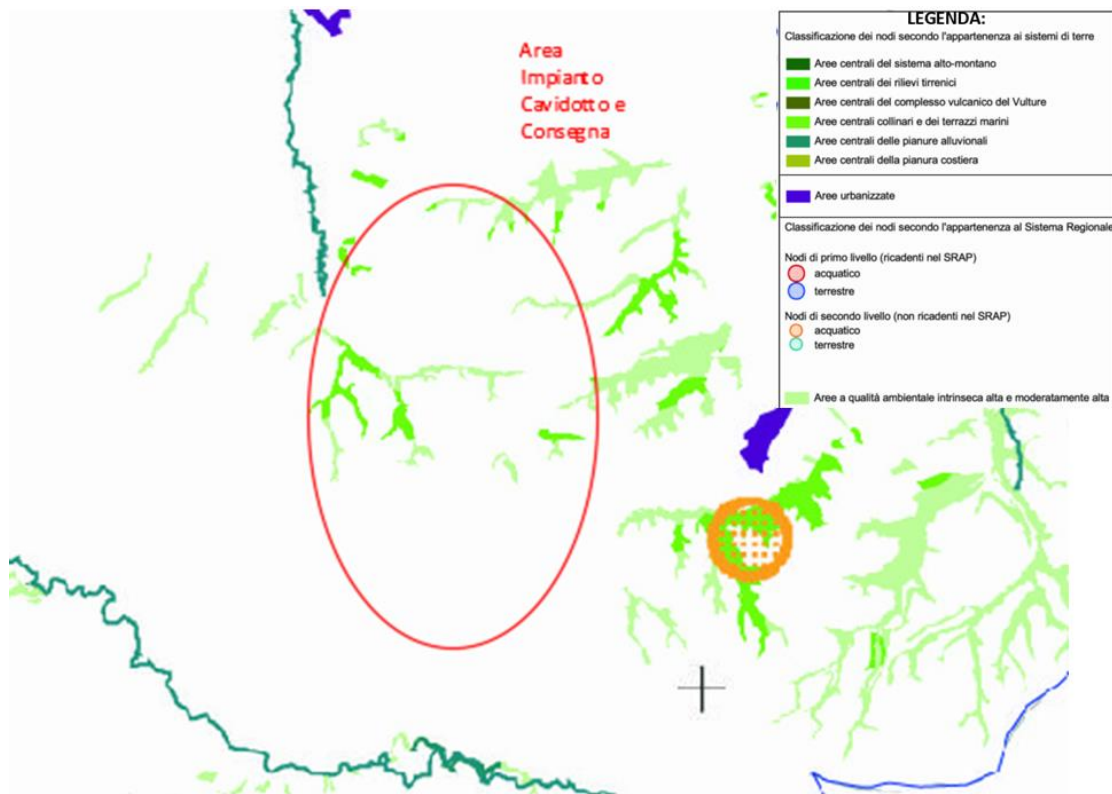 Area
Impianto
Cavidotto e
Consegna
LEGENDA:
Classificazione dei nodi secondo l'appartenenza ai sistemi di terre
Aree centrali del sistema alto-montano
Aree centrali dei rilievi tirrenici
Aree centrali del complesso vulcanico del Vulture
Aree centrali collinari e dei terrazzi marini
Aree centrali delle pianure alluvionali
Aree centrali della pianura costiera
Aree urbanizzate
Classificazione dei nodi secondo l'appartenenza al Sistema Regionale
Nodi di primo livello (ricadenti nel SRAP)
acquatico
terrestre
Nodi di secondo livello (non ricadenti nel SRAP)
acquatico
terrestre
Aree a qualità ambientale intrinseca alta e moderatamente alta